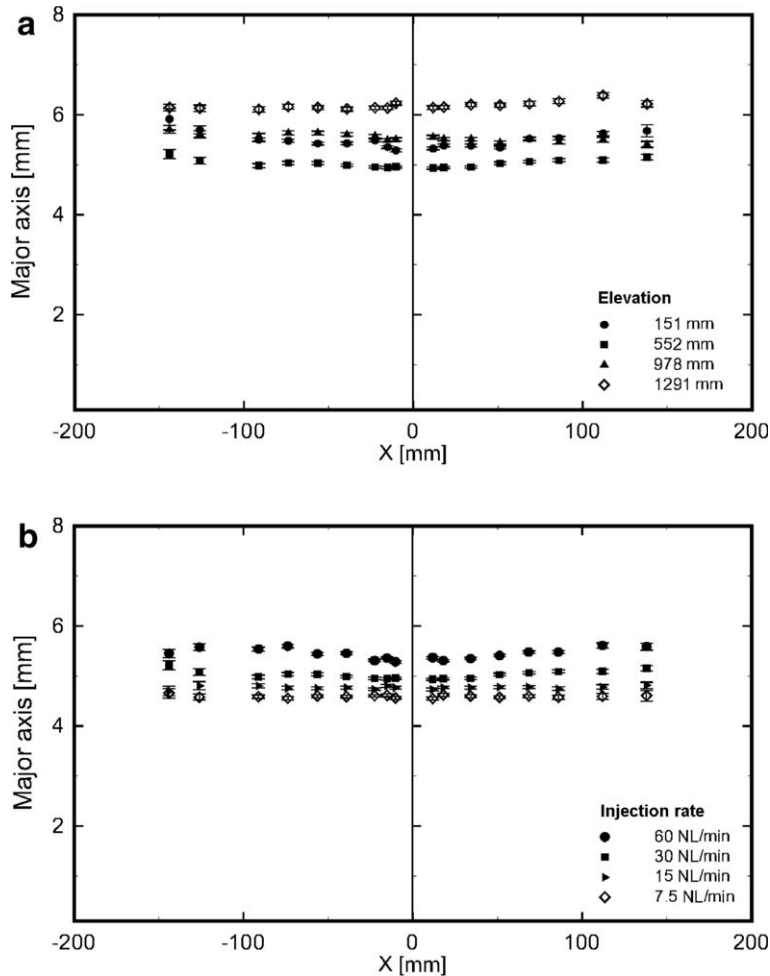 a
8
6
4
2
Major axis [mm]
Elevation
151 mm
552 mm
978 mm
1291 mm
-200 -100 0 100 200
X [mm]
b
8
6
4
2
Major axis [mm]
Injection rate
60 NL/min
30 NL/min
15 NL/min
7.5 NL/min
-200 -100 0 100 200
X [mm]